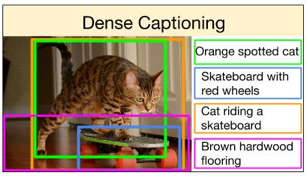 Dense Captioning
Orange spotted cat
Skateboard with
red wheels
Cat riding a
skateboard
Brown hardwood
flooring